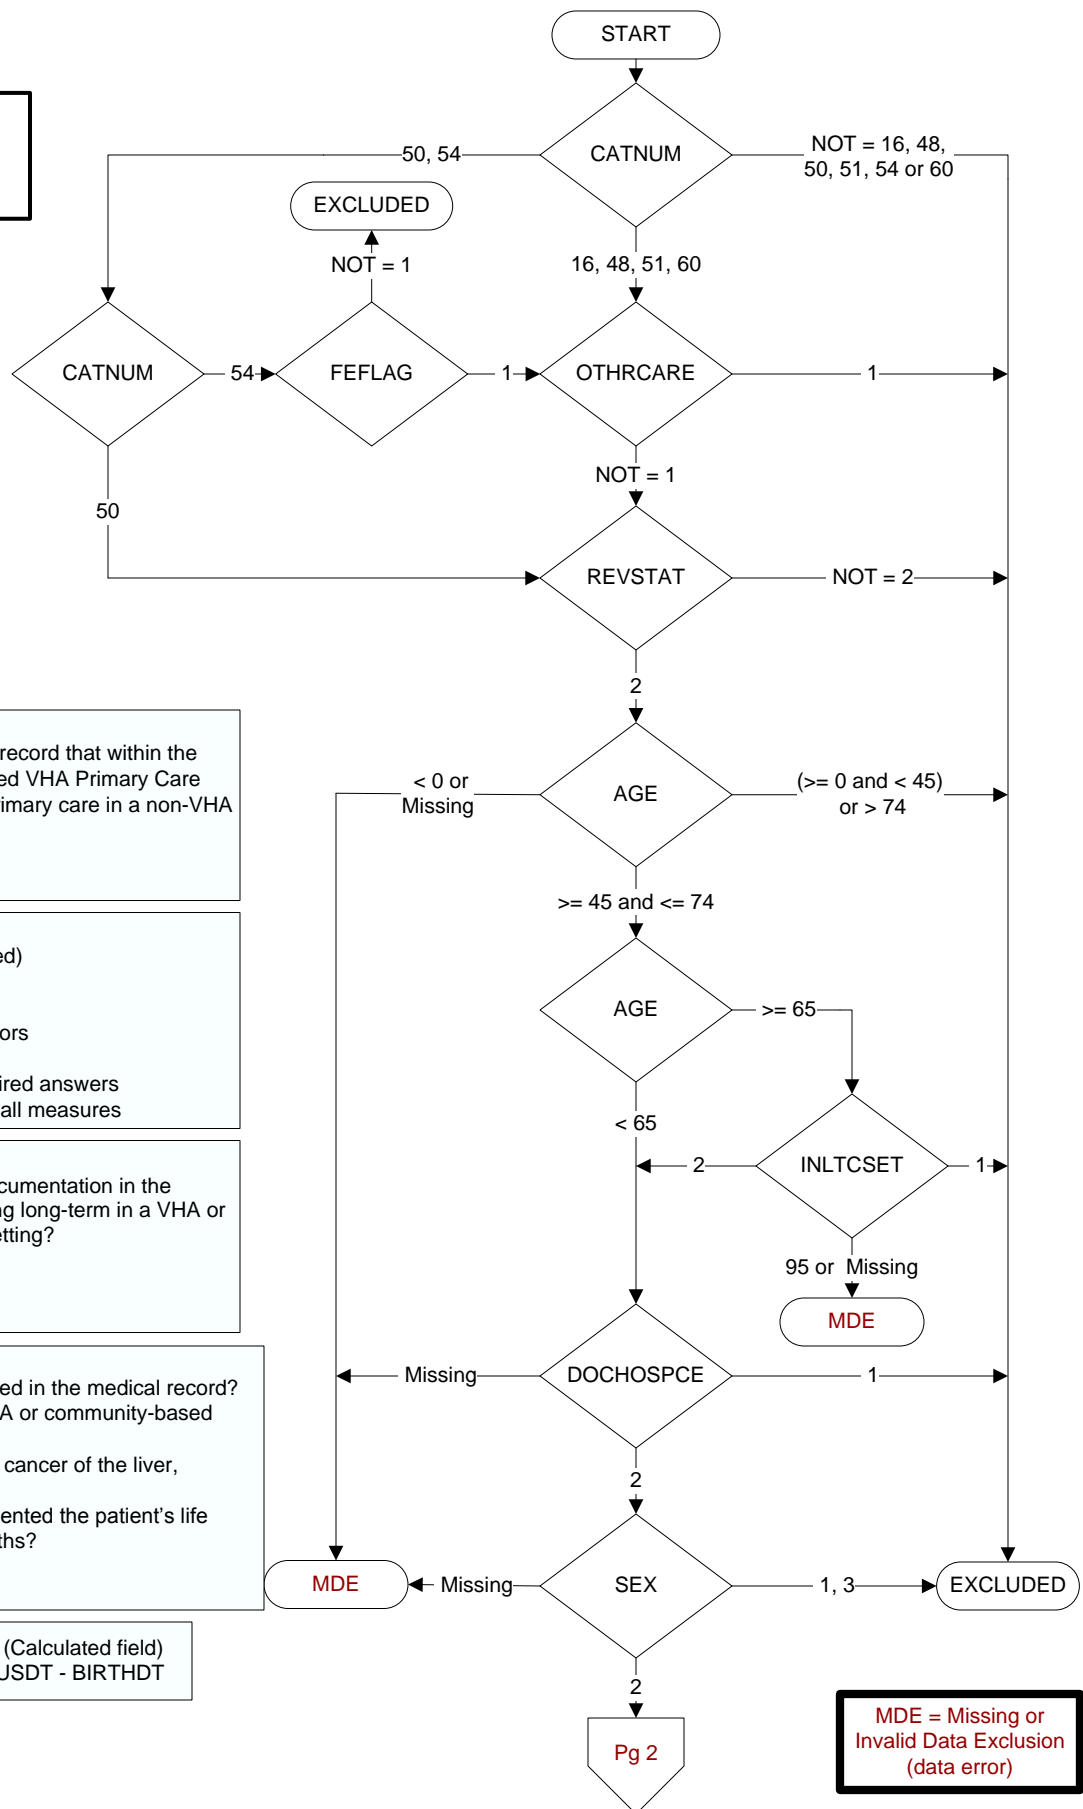 START
CATNUM
50, 54
NOT = 16, 48,
50, 51, 54 or 60
EXCLUDED
NOT = 1
16, 48, 51, 60
CATNUM
54
FEFLAG
1
OTHRCARE
1
NOT = 1
50
REVSTAT
NOT = 2
2
record that within the
ed VHA Primary Care
rimary care in a non-VHA
< 0 or
Missing
AGE
(>= 0 and < 45)
or > 74
>= 45 and <= 74
ed)
ors
ired answers
all measures
AGE
>= 65
< 65
cumentation in the
ng long-term in a VHA or
etting?
2
INLTCSET
1
95 or Missing
MDE
ed in the medical record?
A or community-based
cancer of the liver,
ented the patient's life
ths?
Missing
DOCHOSPCE
1
2
MDE
Missing
SEX
1, 3
EXCLUDED
(Calculated field)
USDT - BIRTHDT
2
Pg 2
MDE = Missing or
Invalid Data Exclusion
(data error)